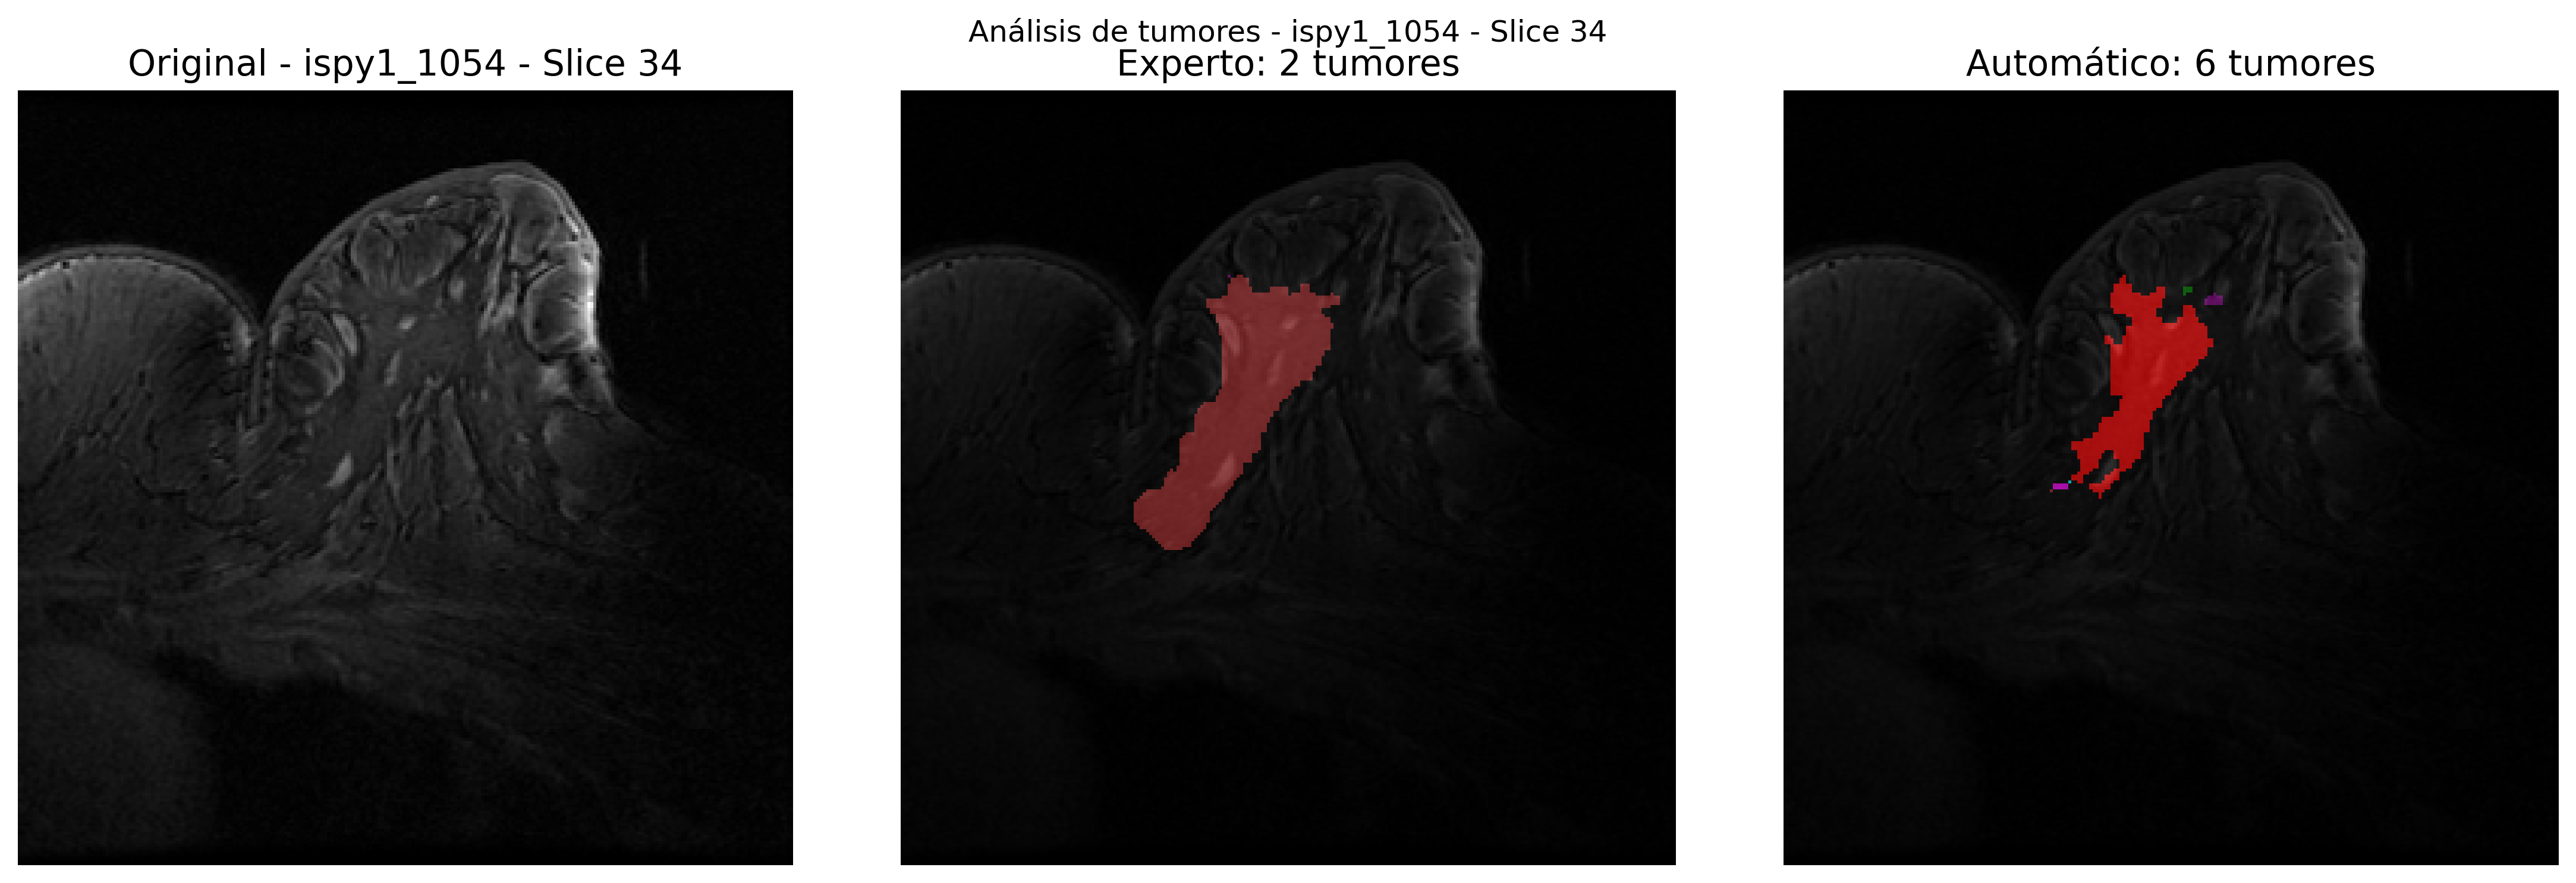 Análisis de tumores - ispy1_1054 - Slice 34
Original - ispy1_1054 - Slice 34
Experto: 2 tumores
Automático: 6 tumores